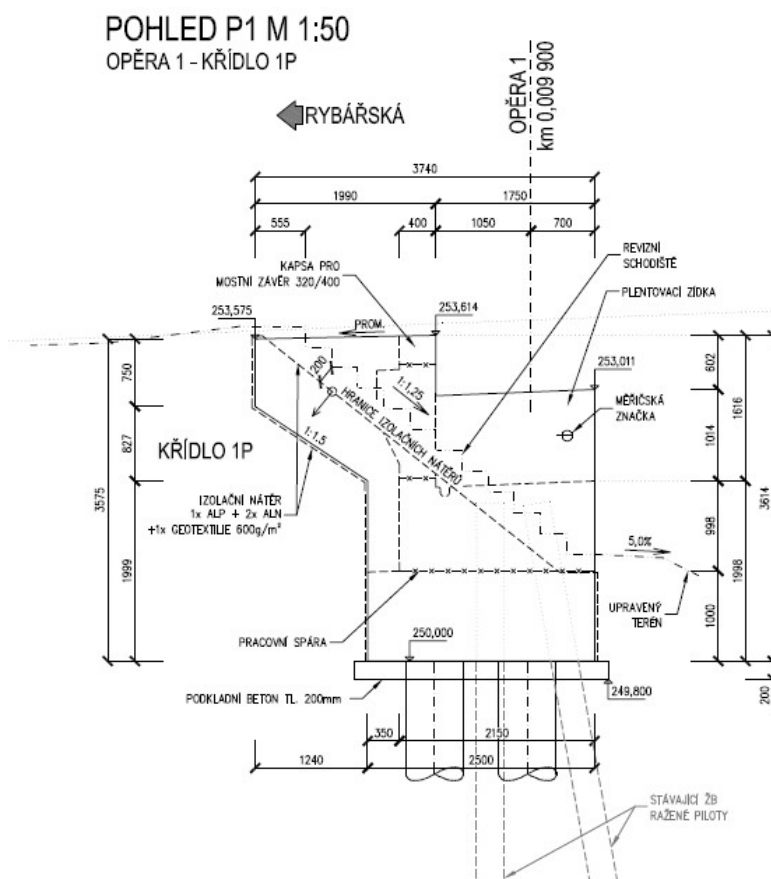 POHLED P1 M 1:50
OPĚRA 1 - KŘÍDLO 1P
RYBÁŘSKÁ
OPĚRA 1
km 0,009 900
3740
1990
1750
555
400
1050
700
KAPSA PRO
MOSTNÍ ZÁVĚR 320/400
REVIZNÍ
SCHODIŠTĚ
PLENTOVACÍ ZÍDKA
253,575
PROM.
253,614
253,011
750
827
1999
3575
200
1:1,25
HRANICE IZOLAČNÍCH NÁTĚRŮ
MĚŘIČSKÁ
ZNAČKA
602
1014
998
1000
1616
1998
3614
200
KŘÍDLO 1P
1:1.5
IZOLAČNÍ NÁTĚR
1x ALP + 2x ALN
+1x GEOTEXTILIE 600g/m²
5,0%
UPRAVENÝ
TERÉN
PRACOVNÍ SPÁRA
250,000
PODKLADNÍ BETON TL. 200mm
249,800
350
2150
1240
2500
STÁVAJÍCÍ ŽB
RAŽENÉ PILOTY